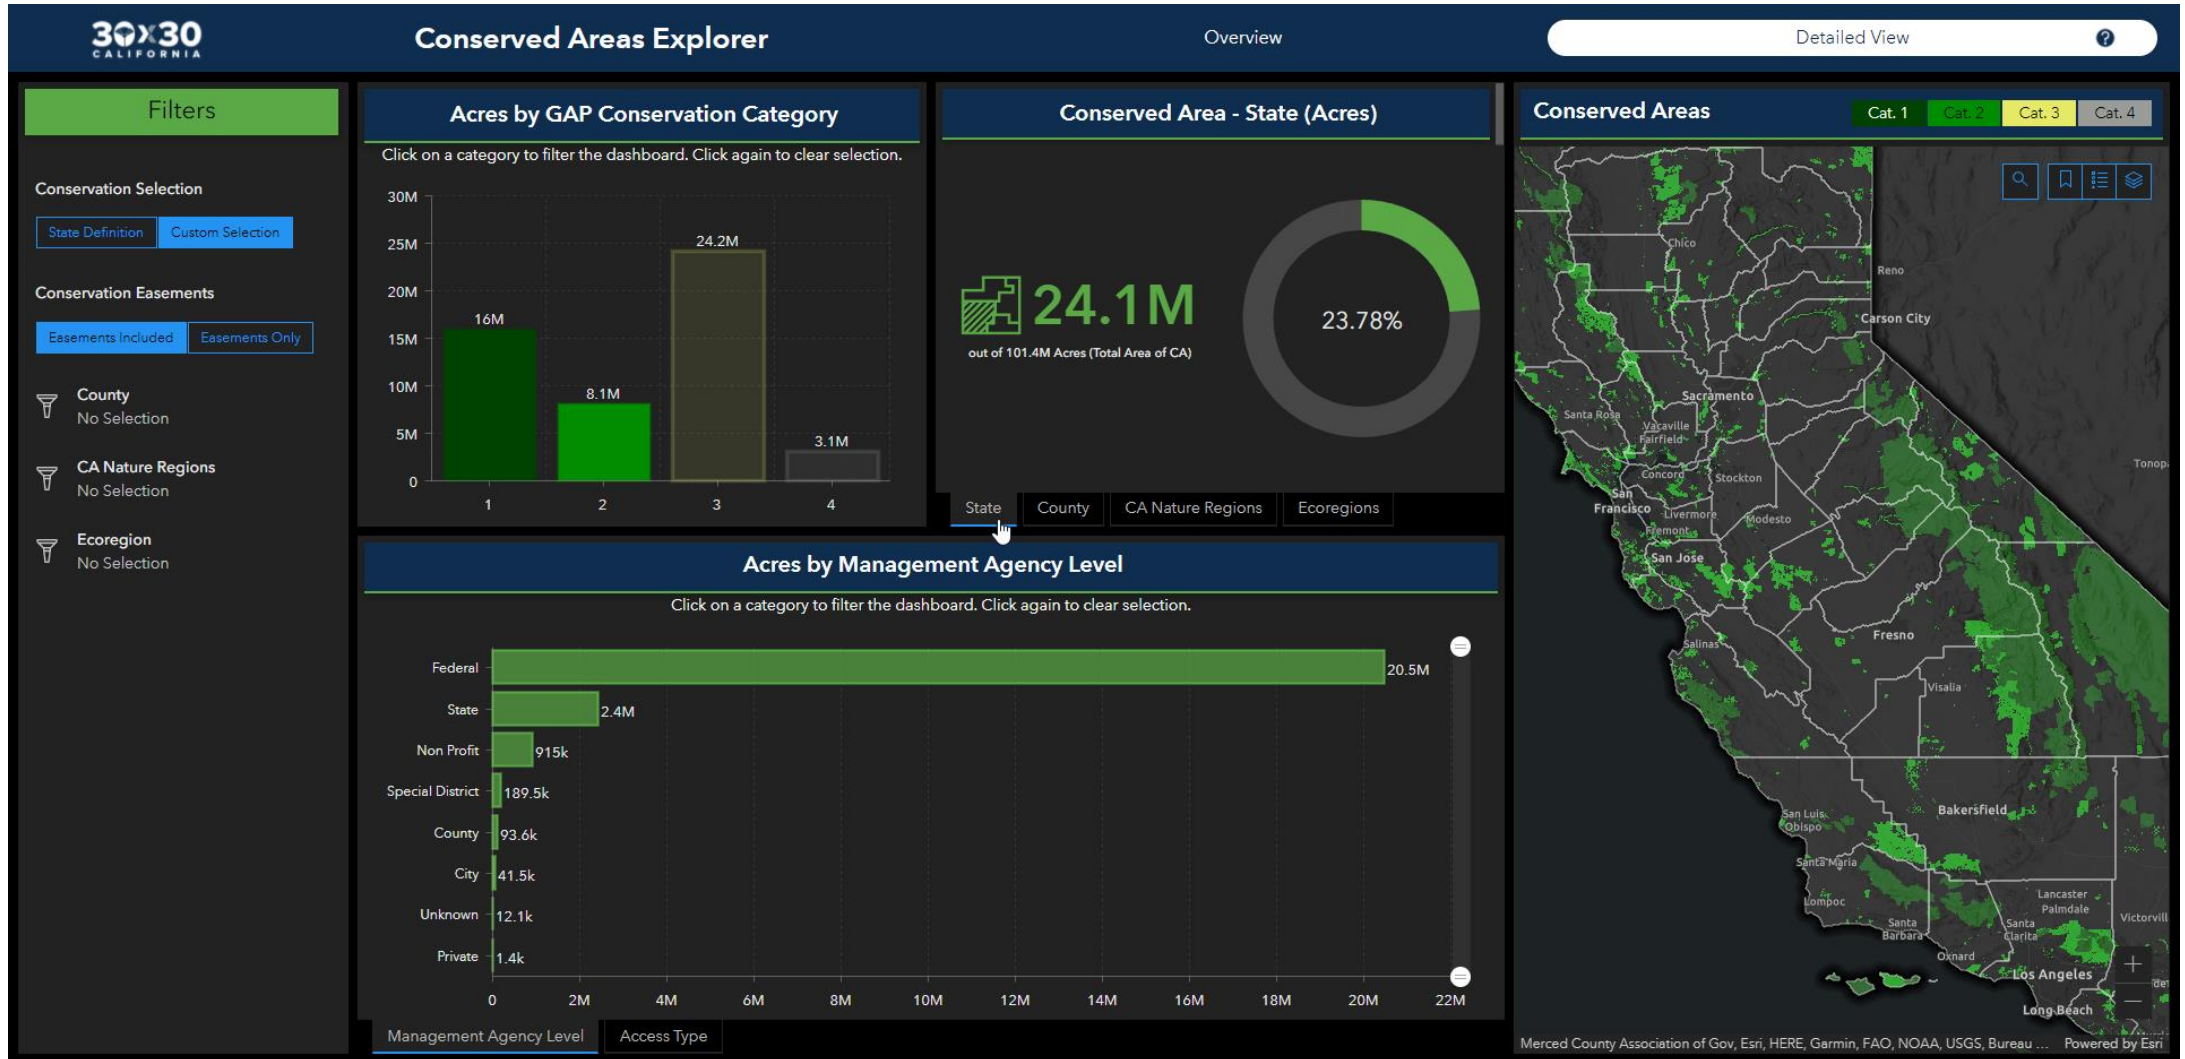 30x30
CALIFORNIA
Conserved Areas Explorer
Overview
Detailed View
?
Filters
Conservation Selection
State Definition
Custom Selection
Conservation Easements
Easements Included
Easements Only
County
No Selection
CA Nature Regions
No Selection
Ecoregion
No Selection
Acres by GAP Conservation Category
Click on a category to filter the dashboard. Click again to clear selection.
30M
25M
20M
15M
10M
5M
0
16M
8.1M
24.2M
3.1M
1
2
3
4
Conserved Area - State (Acres)
24.1M
out of 101.4M Acres (Total Area of CA)
23.78%
State
County
CA Nature Regions
Ecoregions
Acres by Management Agency Level
Click on a category to filter the dashboard. Click again to clear selection.
Federal
20.5M
State
2.4M
Non Profit
915k
Special District
189.5k
County
93.6k
City
41.5k
Unknown
12.1k
Private
1.4k
0
2M
4M
6M
8M
10M
12M
14M
16M
18M
20M
22M
Management Agency Level
Access Type
Conserved Areas
Cat. 1
Cat. 2
Cat. 3
Cat. 4
Chico
Reno
Carson City
Sacramento
Santa Rosa
Vacaville
Fairfield
Concord
Stockton
Tonop
San
Francisco
Livermore
Fremont
Modesto
San Jose
Fresno
Salinas
Visalia
Bakersfield
San Luis
Obispo
Santa Maria
Lompoc
Santa
Barbara
Lancaster
Palmdale
Santa
Clarita
Victorvill
Oxnard
Los Angeles
Long Beach
Merced County Association of Gov, Esri, HERE, Garmin, FAO, NOAA, USGS, Bureau ...
Powered by Esri